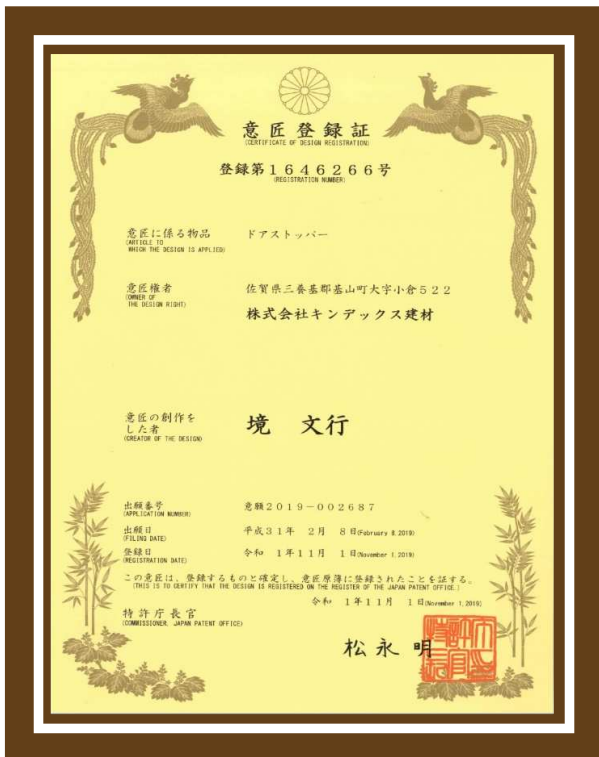 意匠登録証
(CERTIFICATE OF DESIGN REGISTRATION)
登録第1646266号
(REGISTRATION NUMBER)
意匠に係る物品 ドアストッパー
(ARTICLE TO
WHICH THE DESIGN IS APPLIED)
意匠権者 佐賀県三養基郡基山町大字小倉522
(OWNER OF
THE DESIGN RIGHT)
株式会社キンデックス建材
意匠の創作を
した者 境 文行
(CREATOR OF THE DESIGN)
出願番号 意願2019-002687
(APPLICATION NUMBER)
出願日 平成31年 2月 8日(February 8,2019)
(FILING DATE)
登録日 令和 1年11月 1日(November 1,2019)
(REGISTRATION DATE)
この意匠は、登録するものと確定し、意匠原簿に登録されたことを証する。
(THIS IS TO CERTIFY THAT THE DESIGN IS REGISTERED ON THE REGISTER OF THE JAPAN PATENT OFFICE.)
令和 1年11月 1日(November 1,2019)
特許庁長官
(COMMISSIONER, JAPAN PATENT OFFICE)
松永 明